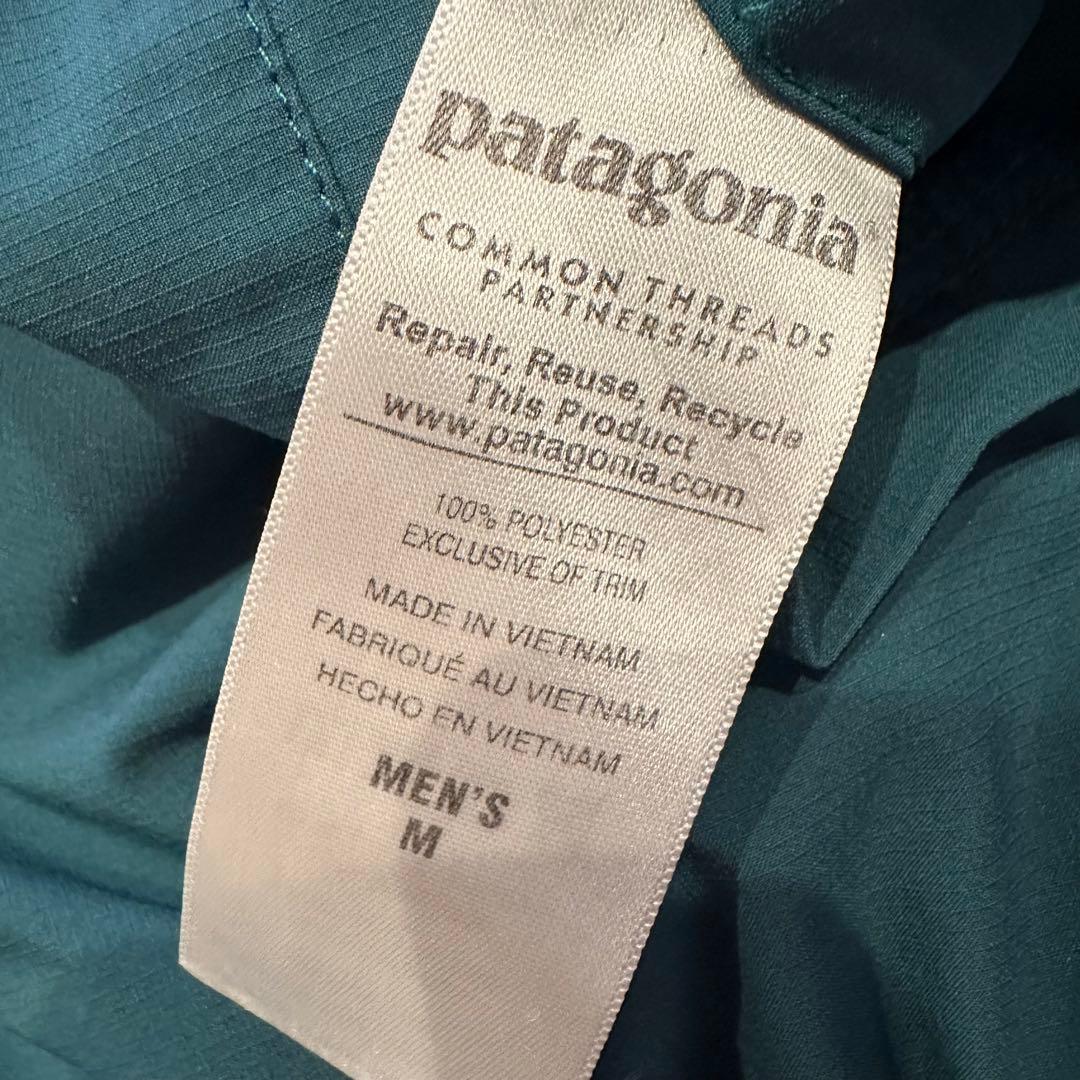 patagonia®
COMMON THREADS
PARTNERSHIP
Repair, Reuse, Recycle
This Product
www.patagonia.com
100% POLYESTER
EXCLUSIVE OF TRIM
MADE IN VIETNAM
FABRIQUÉ AU VIETNAM
HECHO EN VIETNAM
MEN'S
M